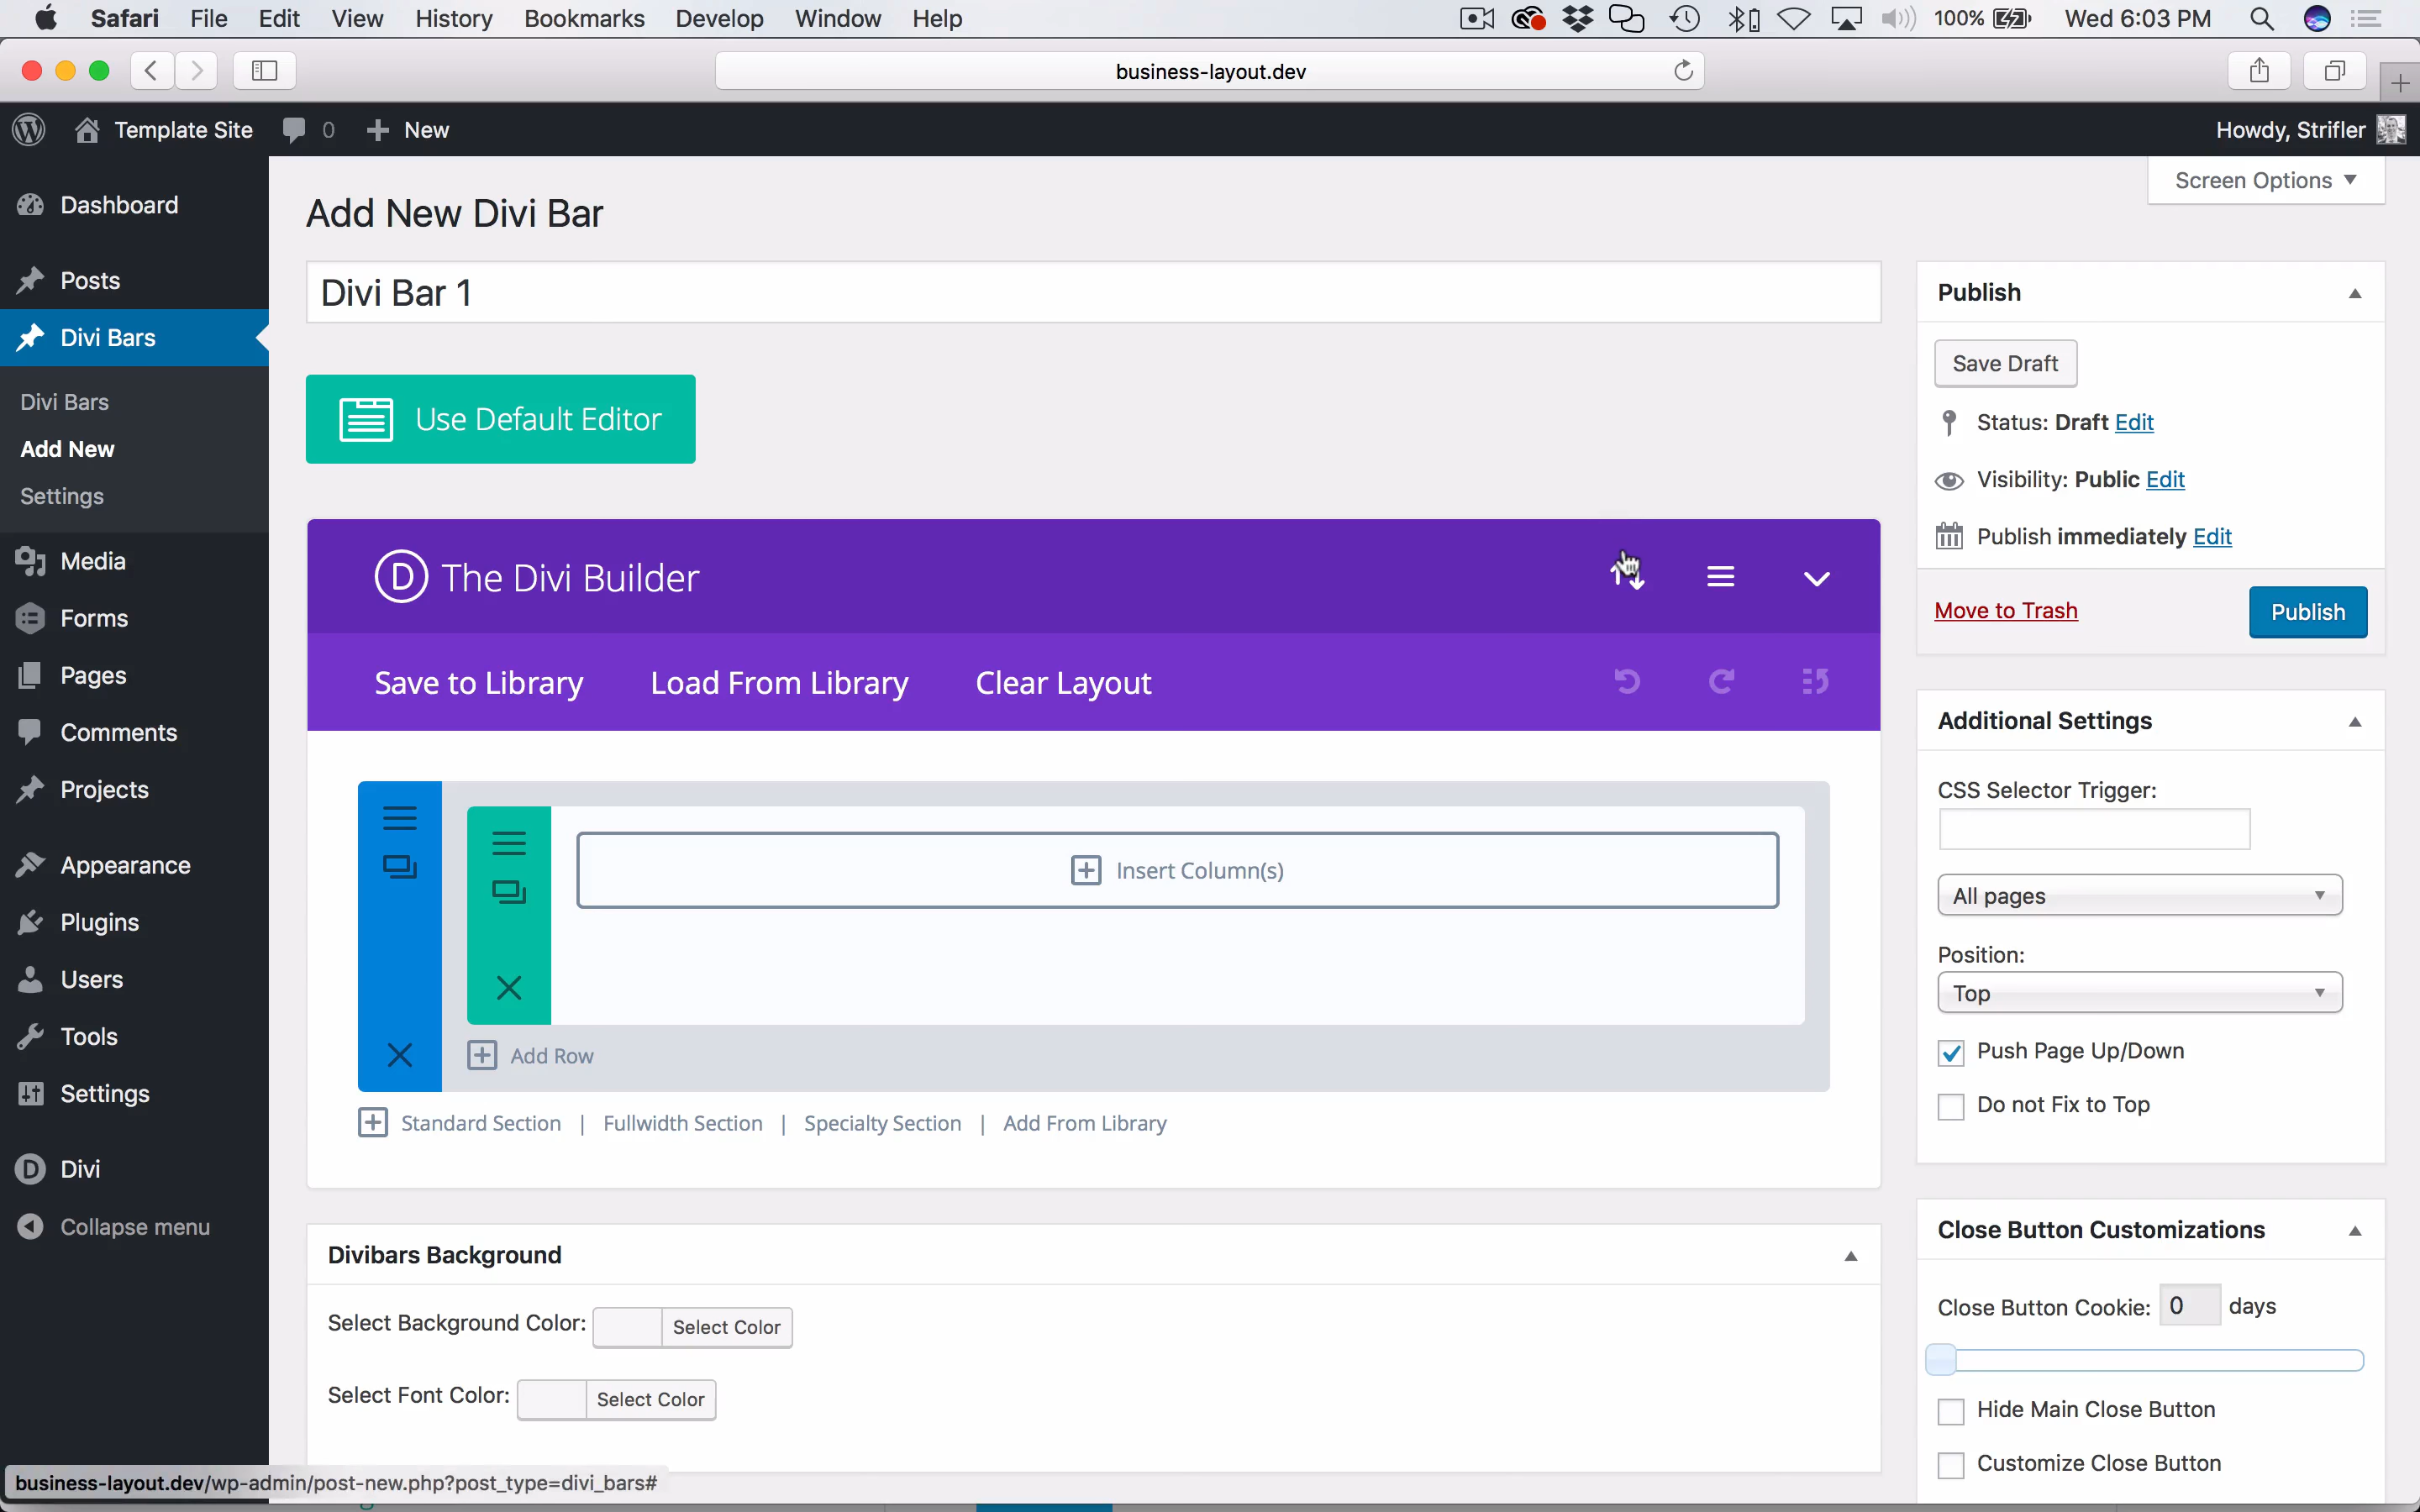 Safari File Edit View History Bookmarks Develop Window Help 100% Wed 6:03 PM
business-layout.dev
Template Site 0 New Howdy, Strifler
Screen Options
Dashboard
Posts
Divi Bars
Divi Bars
Add New
Settings
Media
Forms
Pages
Comments
Projects
Appearance
Plugins
Users
Tools
Settings
Divi
Collapse menu
Add New Divi Bar
Divi Bar 1
Use Default Editor
The Divi Builder
Save to Library Load From Library Clear Layout
Insert Column(s)
Add Row
Standard Section | Fullwidth Section | Specialty Section | Add From Library
Divibars Background
Select Background Color: Select Color
Select Font Color: Select Color
Publish
Save Draft
Status: Draft Edit
Visibility: Public Edit
Publish immediately Edit
Move to Trash Publish
Additional Settings
CSS Selector Trigger:
All pages
Position:
Top
Push Page Up/Down
Do not Fix to Top
Close Button Customizations
Close Button Cookie: 0 days
Hide Main Close Button
Customize Close Button
business-layout.dev/wp-admin/post-new.php?post_type=divi_bars#